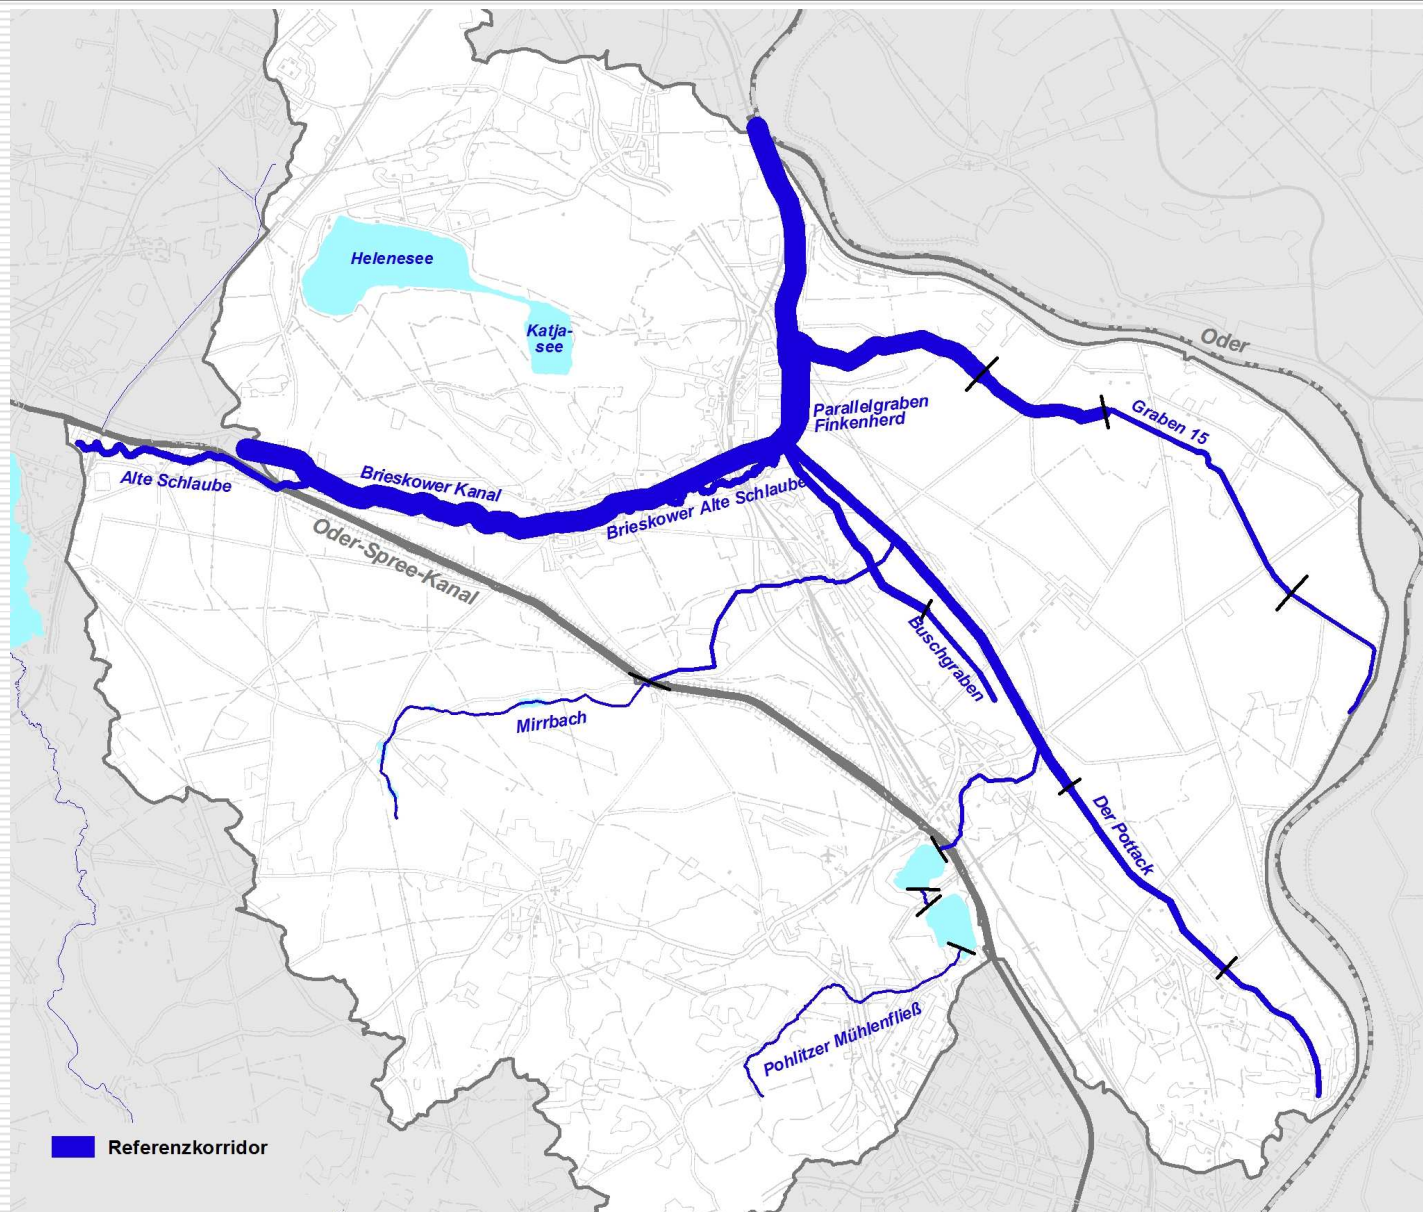 Helenesee
Katja-
see
Oder
Parallelgraben
Finkenherd
Graben 15
Brieskower Kanal
Alte Schlaube
Brieskower Alte Schlaube
Oder-Spree-Kanal
Buschgraben
Mirrbach
Der Pottack
Pohlitzer Mühlenfließ
Referenzkorridor